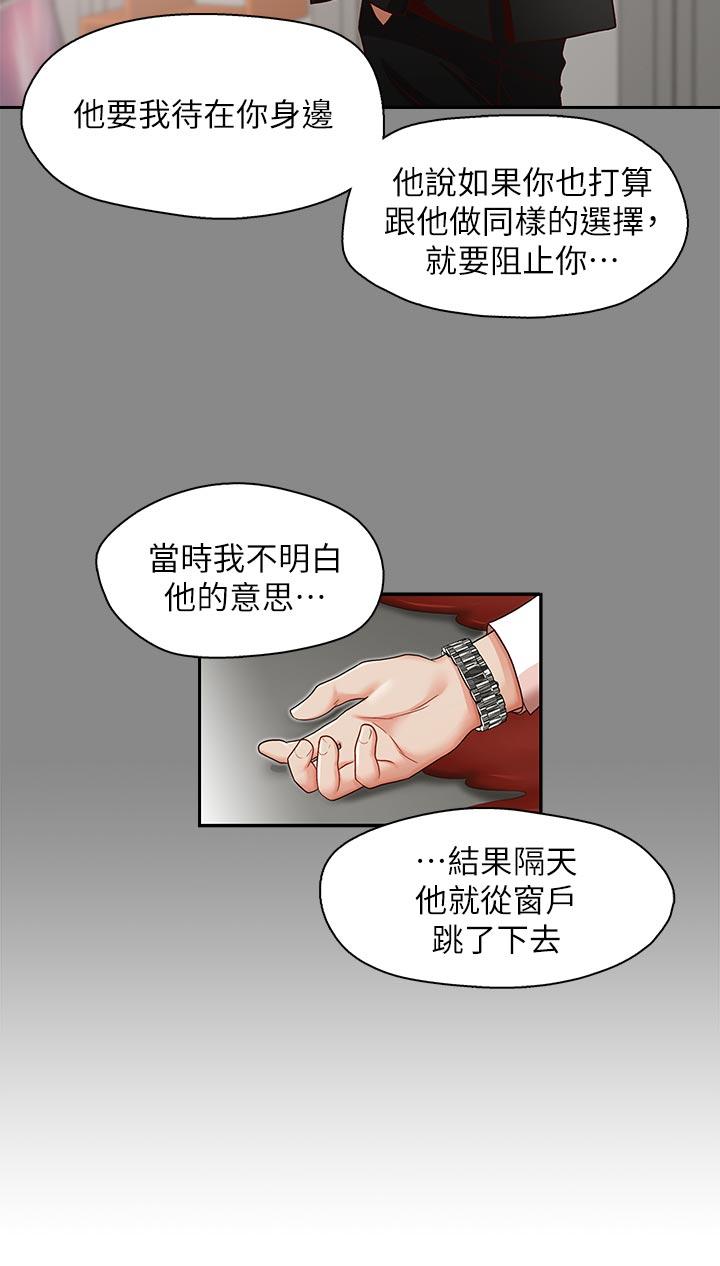 他要我待在你身邊
他說如果你也打算
跟他做同樣的選擇，
就要阻止你…
當時我不明白
他的意思…
…結果隔天
他就從窗戶
跳了下去